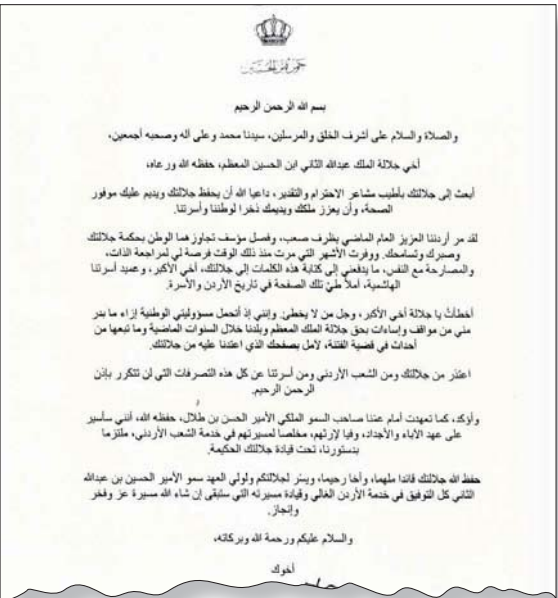 حمزة بن الحسين
بسم الله الرحمن الرحيم
والصلاة والسلام على أشرف الخلق والمرسلين، سيدنا محمد وعلى آله وصحبه أجمعين،
أخي جلالة الملك عبدالله الثاني ابن الحسين المعظم، حفظه الله ورعاه،
أبعث إلى جلالتك بأطيب مشاعر الاحترام والتقدير، داعيا الله أن يحفظ جلالتك ويديم عليك موفور
الصحة، وأن يعزز ملكك ويديمك ذخرا لوطننا وأسرتنا.
لقد مر أردننا العزيز العام الماضي بظرف صعب، وفصل مؤسف تجاوزهما الوطن بحكمة جلالتك
وصبرك وتسامحك. ووفرت الأشهر التي مرت منذ ذلك الوقت فرصة لي لمراجعة الذات،
والمصارحة مع النفس، ما يدفعني إلى كتابة هذه الكلمات إلى جلالتك، أخي الأكبر، وعميد أسرتنا
الهاشمية، آملاً طيّ تلك الصفحة في تاريخ الأردن والأسرة.
أخطأتُ يا جلالة أخي الأكبر، وجل من لا يخطئ. وإنني إذ أتحمل مسؤوليتي الوطنية إزاء ما بدر
مني من مواقف وإساءات بحق جلالة الملك المعظم وبلدنا خلال السنوات الماضية وما تبعها من
أحداث في قضية الفتنة، لآمل بصفحك الذي اعتدنا عليه من جلالتك.
اعتذر من جلالتك ومن الشعب الأردني ومن أسرتنا عن كل هذه التصرفات التي لن تتكرر بإذن
الرحمن الرحيم.
وأؤكد، كما تعهدت أمام عمّنا صاحب السمو الملكي الأمير الحسن بن طلال، حفظه الله، أنني سأسير
على عهد الآباء والأجداد، وفيا لإرثهم، مخلصا لمسيرتهم في خدمة الشعب الأردني، ملتزما
بدستورنا، تحت قيادة جلالتك الحكيمة.
حفظ الله جلالتك قائدا ملهما، وأخا رحيما، ويسّر لجلالتكم ولولي العهد سمو الأمير الحسين بن عبدالله
الثاني كل التوفيق في خدمة الأردن الغالي وقيادة مسيرته التي ستبقى إن شاء الله مسيرة عز وفخر
وإنجاز.
والسلام عليكم ورحمة الله وبركاته،
أخوك